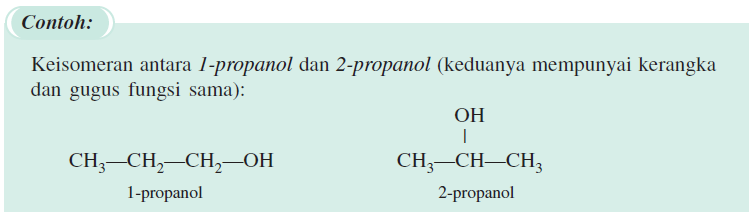 Contoh:
Keisomeran antara 1-propanol dan 2-propanol (keduanya mempunyai kerangka
dan gugus fungsi sama):
OH
|
CH₃—CH₂—CH₂—OH CH₃—CH—CH₃
1-propanol 2-propanol